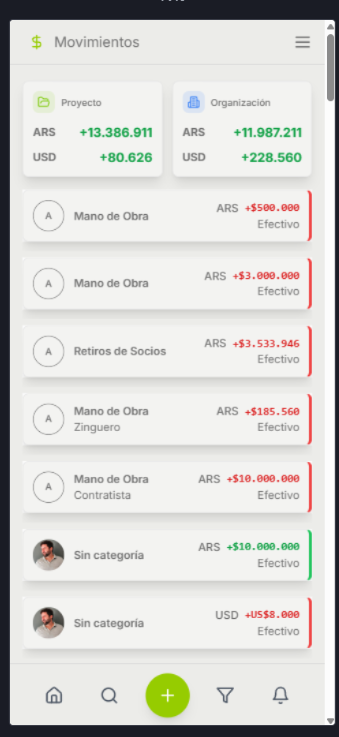 $ Movimientos
Proyecto
ARS +13.386.911
USD +80.626
Organización
ARS +11.987.211
USD +228.560
A Mano de Obra ARS +$500.000
Efectivo
A Mano de Obra ARS +$3.000.000
Efectivo
A Retiros de Socios ARS +$3.533.946
Efectivo
A Mano de Obra ARS +$185.560
Zinguero Efectivo
A Mano de Obra ARS +$10.000.000
Contratista Efectivo
Sin categoría ARS +$10.000.000
Efectivo
Sin categoría USD +US$8.000
Efectivo